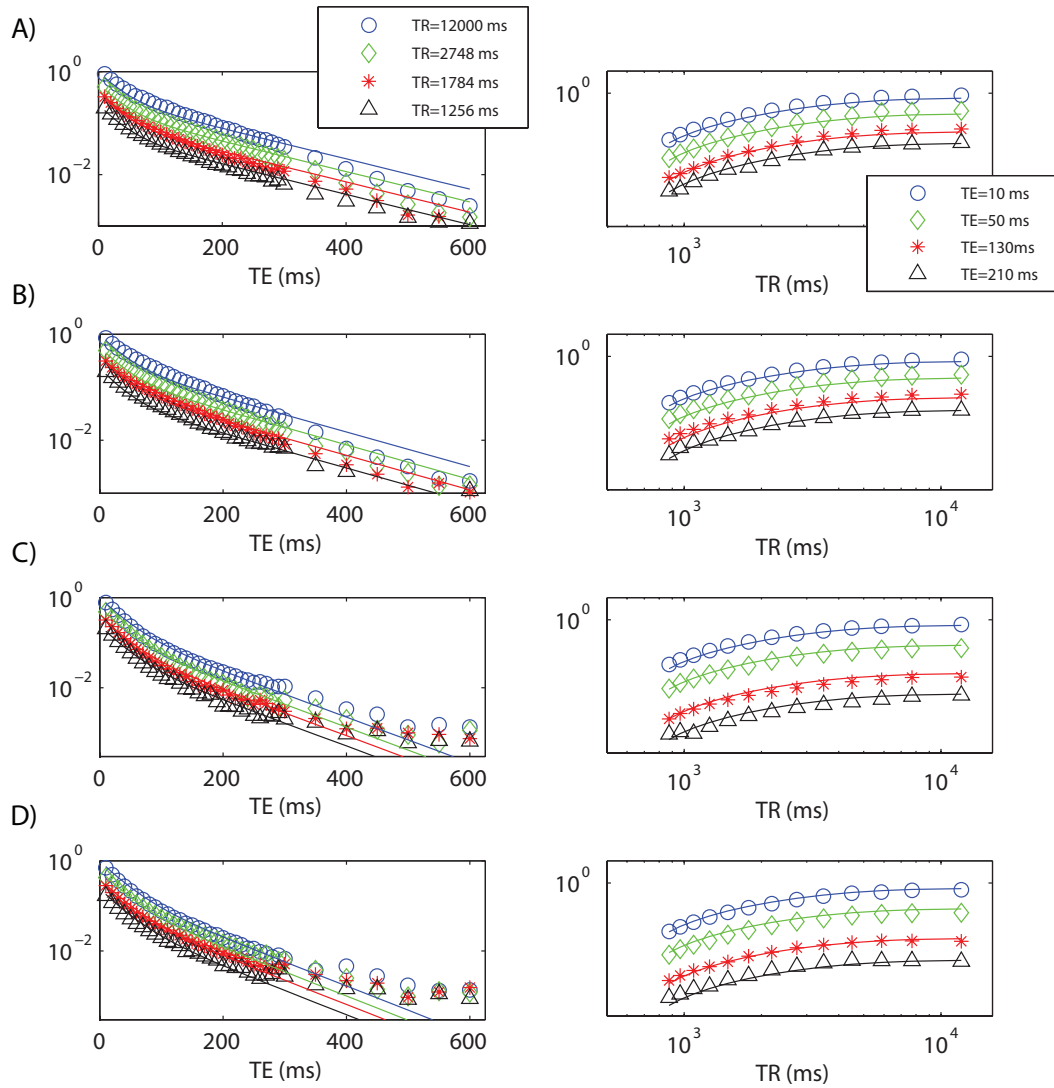 A)
TR=12000 ms
TR=2748 ms
TR=1784 ms
TR=1256 ms
10^0
10^-2
0 200 400 600
TE (ms)
10^0
10^3
TR (ms)
TE=10 ms
TE=50 ms
TE=130ms
TE=210 ms
B)
10^0
10^-2
0 200 400 600
TE (ms)
10^0
10^3 10^4
TR (ms)
C)
10^0
10^-2
0 200 400 600
TE (ms)
10^0
10^3 10^4
TR (ms)
D)
10^0
10^-2
0 200 400 600
TE (ms)
10^0
10^3 10^4
TR (ms)